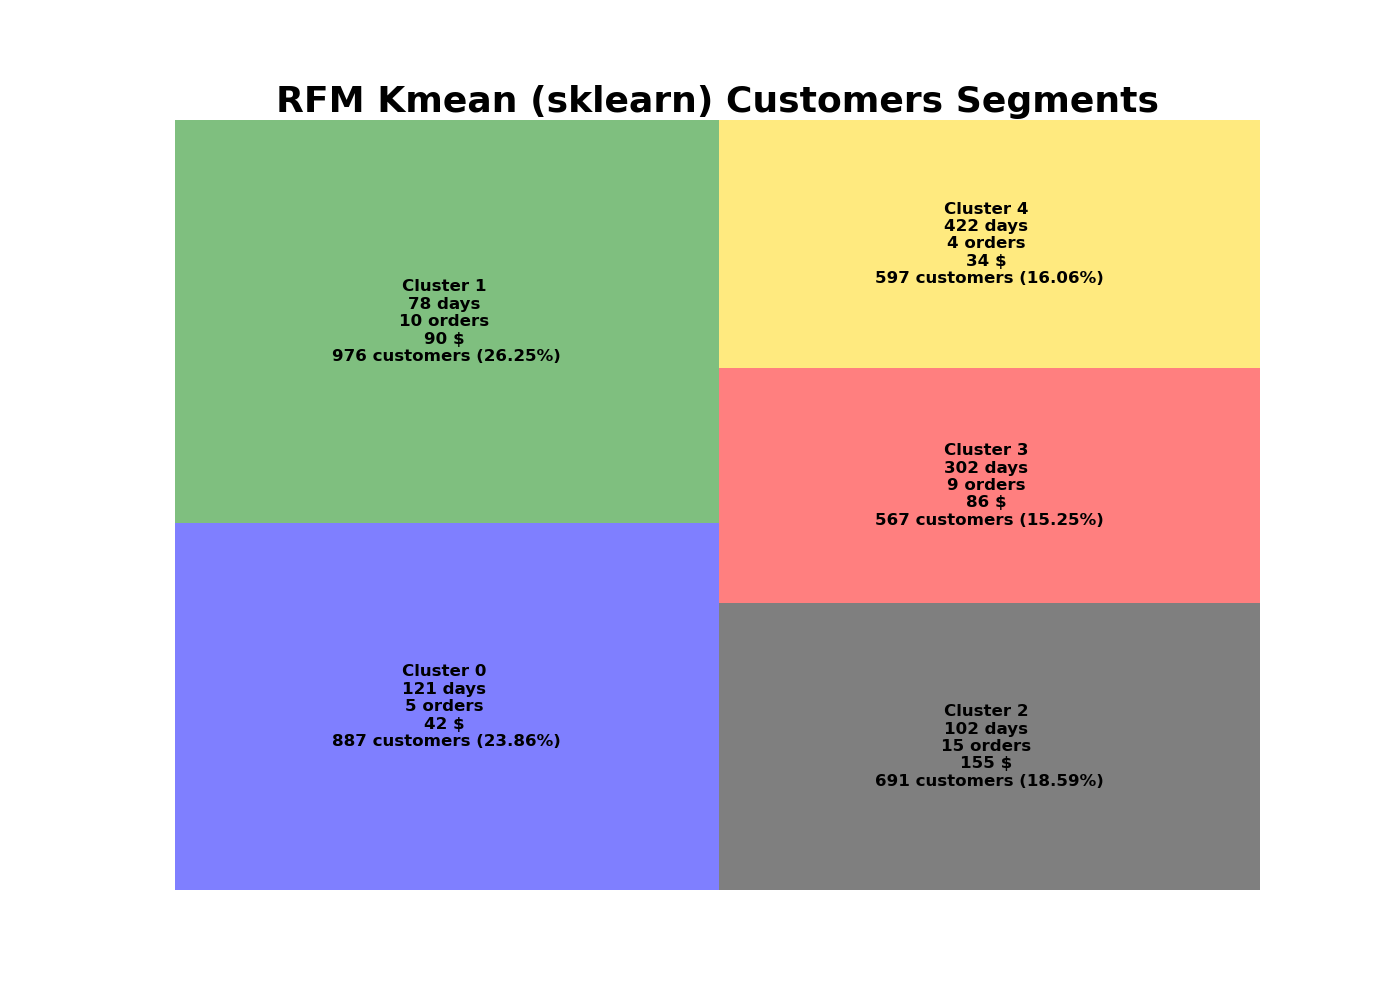 RFM Kmean (sklearn) Customers Segments
Cluster 1
78 days
10 orders
90 $
976 customers (26.25%)
Cluster 0
121 days
5 orders
42 $
887 customers (23.86%)
Cluster 4
422 days
4 orders
34 $
597 customers (16.06%)
Cluster 3
302 days
9 orders
86 $
567 customers (15.25%)
Cluster 2
102 days
15 orders
155 $
691 customers (18.59%)